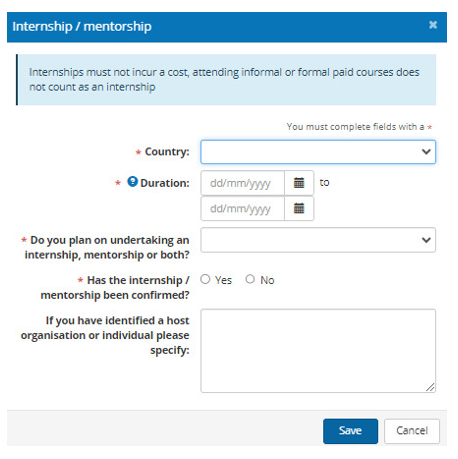 Internship / mentorship ×
Internships must not incur a cost, attending informal or formal paid courses does
not count as an internship
You must complete fields with a *
* Country:
* ? Duration: dd/mm/yyyy to
dd/mm/yyyy
* Do you plan on undertaking an
internship, mentorship or both?
* Has the internship / Yes No
mentorship been confirmed?
If you have identified a host
organisation or individual please
specify:
Save Cancel